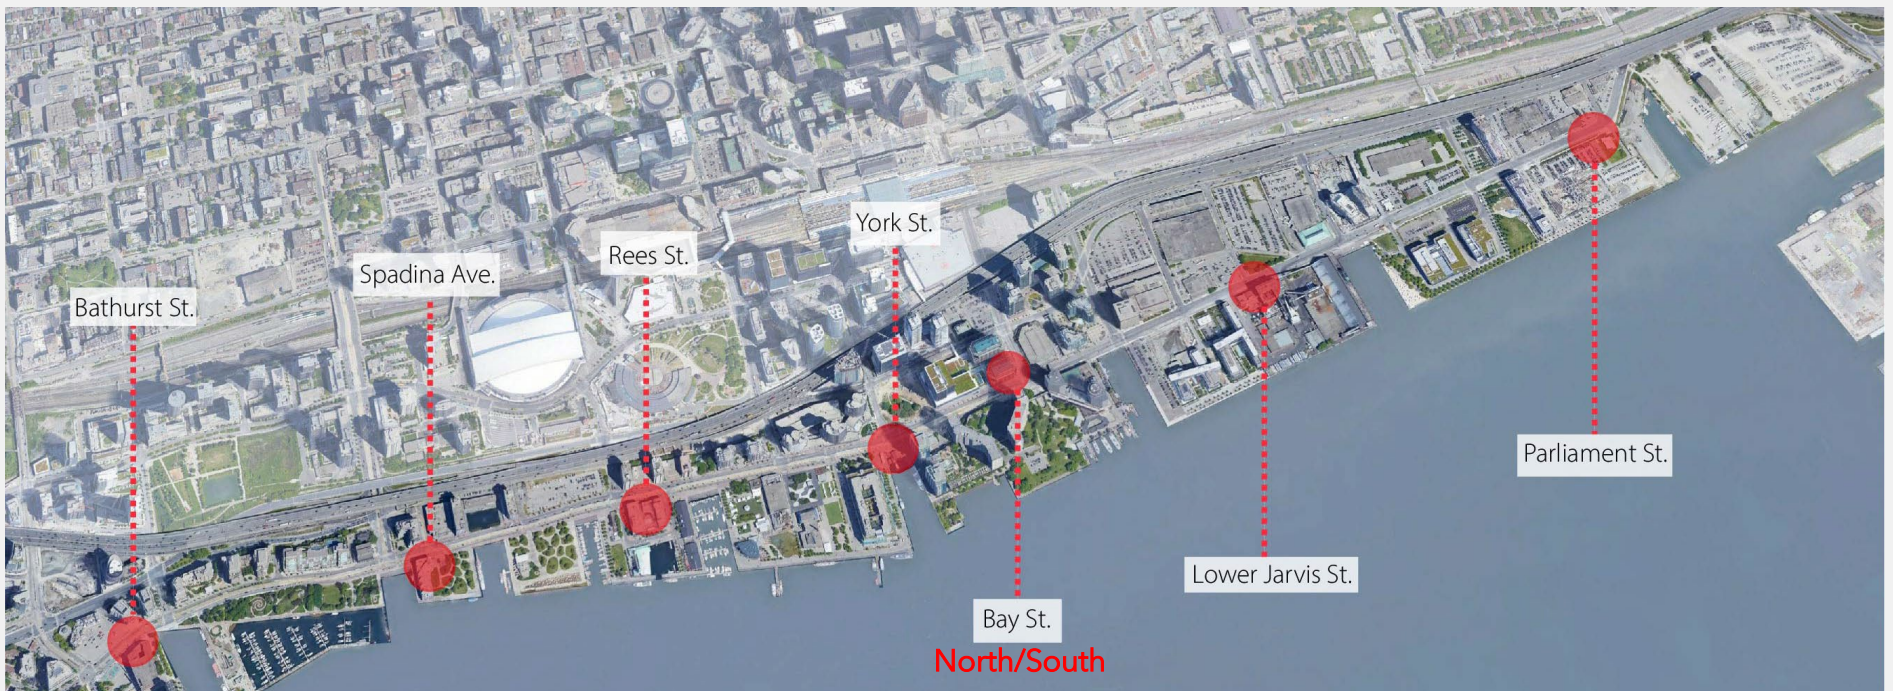 York St.
Rees St.
Spadina Ave.
Bathurst St.
Parliament St.
Lower Jarvis St.
Bay St.
North/South